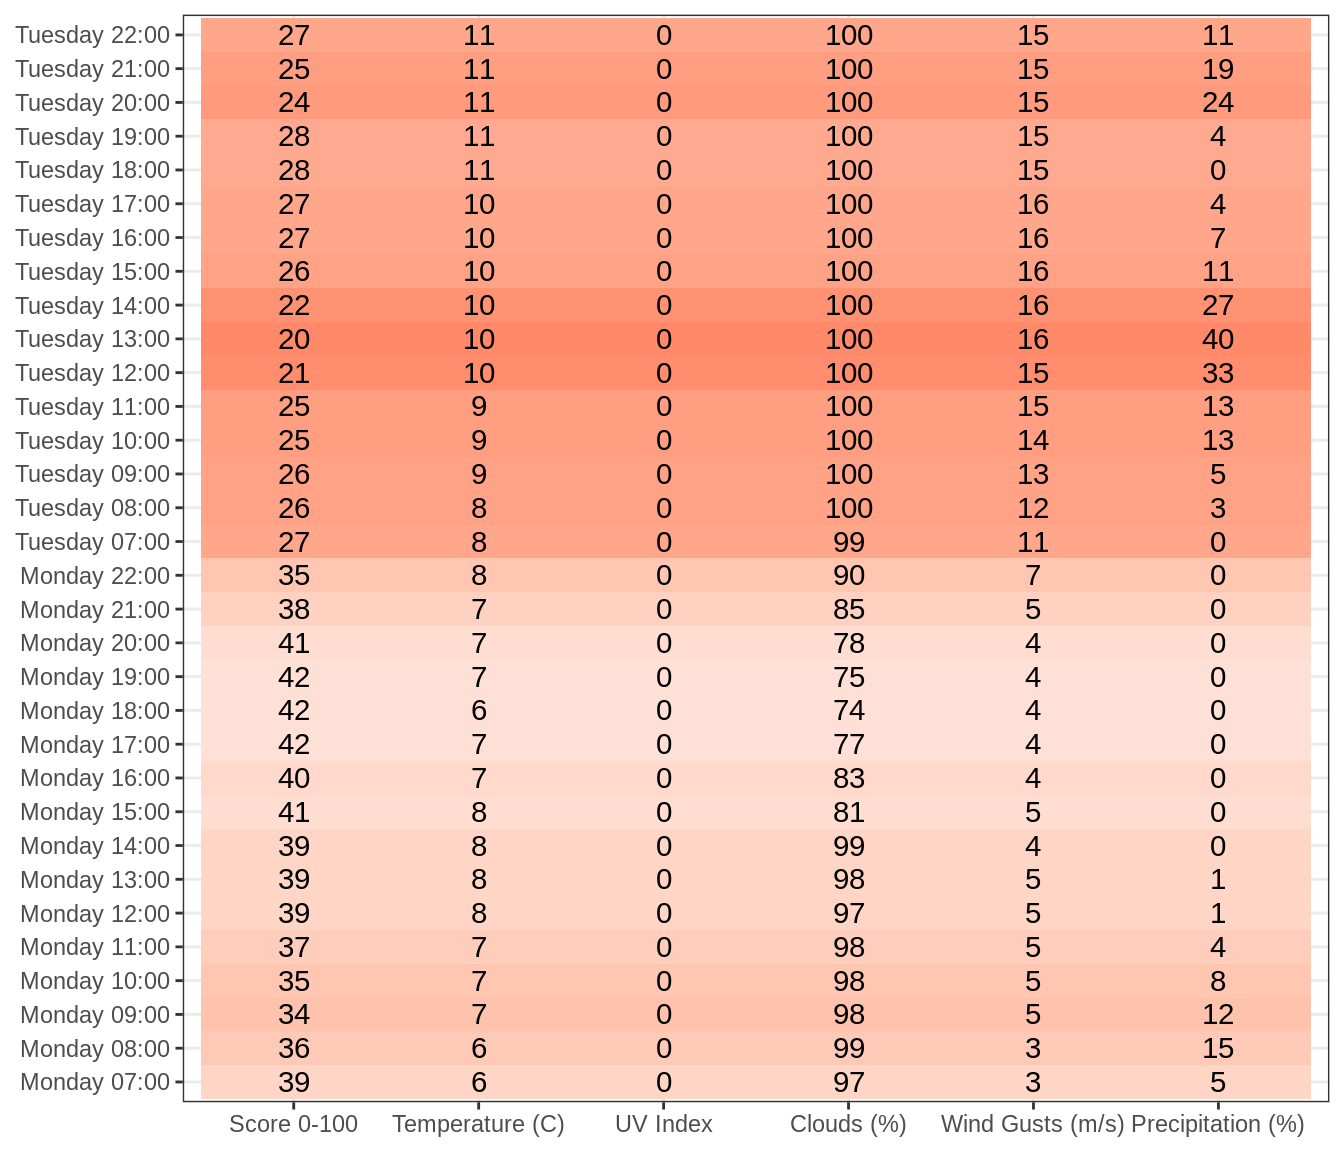 Tuesday 22:00 27 11 0 100 15 11
Tuesday 21:00 25 11 0 100 15 19
Tuesday 20:00 24 11 0 100 15 24
Tuesday 19:00 28 11 0 100 15 4
Tuesday 18:00 28 11 0 100 15 0
Tuesday 17:00 27 10 0 100 16 4
Tuesday 16:00 27 10 0 100 16 7
Tuesday 15:00 26 10 0 100 16 11
Tuesday 14:00 22 10 0 100 16 27
Tuesday 13:00 20 10 0 100 16 40
Tuesday 12:00 21 10 0 100 15 33
Tuesday 11:00 25 9 0 100 15 13
Tuesday 10:00 25 9 0 100 14 13
Tuesday 09:00 26 9 0 100 13 5
Tuesday 08:00 26 8 0 100 12 3
Tuesday 07:00 27 8 0 99 11 0
Monday 22:00 35 8 0 90 7 0
Monday 21:00 38 7 0 85 5 0
Monday 20:00 41 7 0 78 4 0
Monday 19:00 42 7 0 75 4 0
Monday 18:00 42 6 0 74 4 0
Monday 17:00 42 7 0 77 4 0
Monday 16:00 40 7 0 83 4 0
Monday 15:00 41 8 0 81 5 0
Monday 14:00 39 8 0 99 4 0
Monday 13:00 39 8 0 98 5 1
Monday 12:00 39 8 0 97 5 1
Monday 11:00 37 7 0 98 5 4
Monday 10:00 35 7 0 98 5 8
Monday 09:00 34 7 0 98 5 12
Monday 08:00 36 6 0 99 3 15
Monday 07:00 39 6 0 97 3 5
Score 0-100 Temperature (C) UV Index Clouds (%) Wind Gusts (m/s) Precipitation (%)